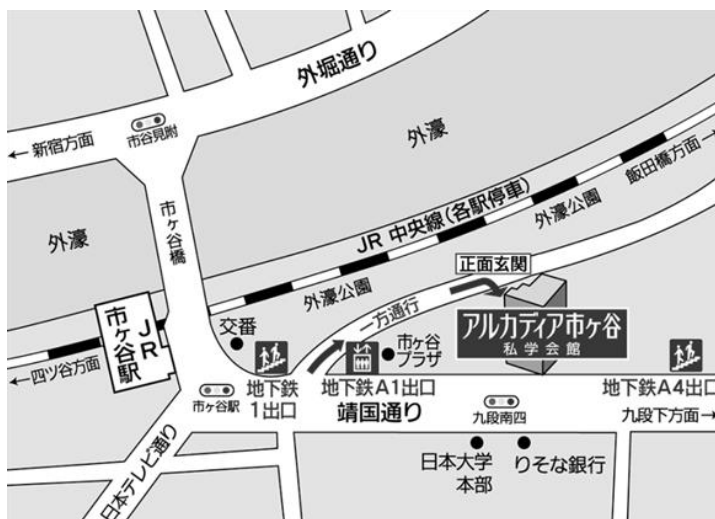 外堀通り
← 新宿方面
市谷見附
外濠
飯田橋方面 →
市ヶ谷橋
JR 中央線(各駅停車)
外濠公園
外濠
正面玄関
外濠公園
一方通行
アルカディア市ヶ谷
私学会館
JR
市ヶ谷駅
交番
市ヶ谷
プラザ
←四ツ谷方面
市ヶ谷駅
地下鉄
1出口
地下鉄A1出口
地下鉄A4出口
靖国通り
九段南四
九段下方面→
日本テレビ通り
日本大学
本部
りそな銀行